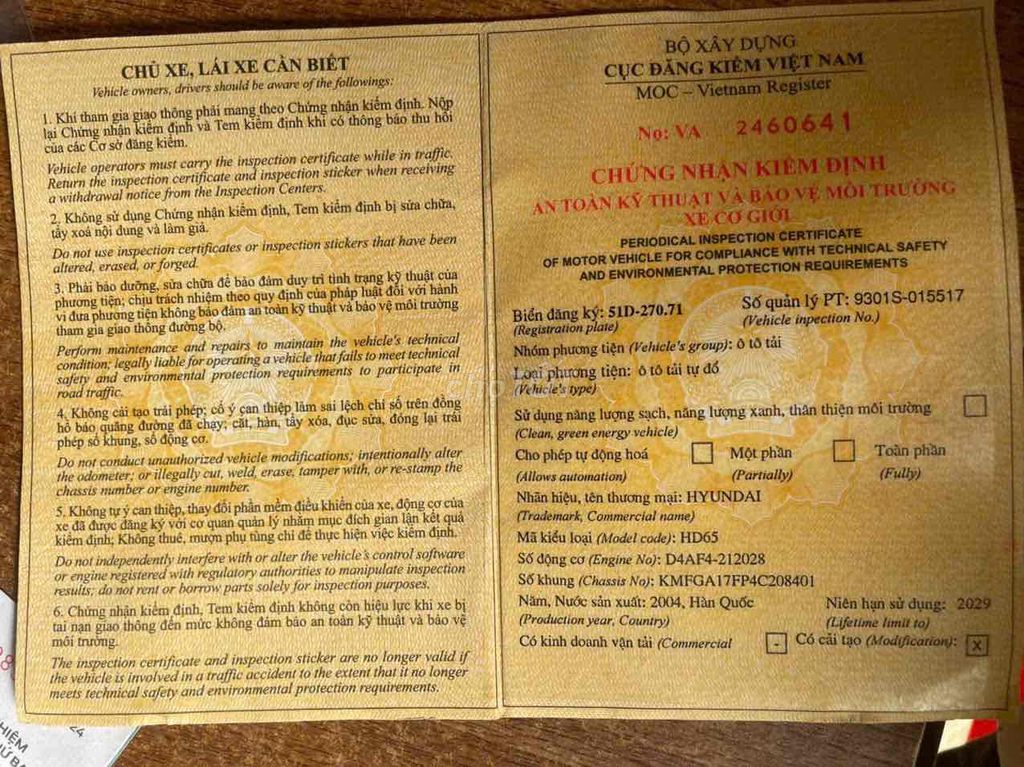 CHỦ XE, LÁI XE CẦN BIẾT
Vehicle owners, drivers should be aware of the followings:
1. Khi tham gia giao thông phải mang theo Chứng nhận kiểm định. Nộp
lại Chứng nhận kiểm định và Tem kiểm định khi có thông báo thu hồi
của các Cơ sở đăng kiểm.
Vehicle operators must carry the inspection certificate while in traffic.
Return the inspection certificate and inspection sticker when receiving
a withdrawal notice from the Inspection Centers.
2. Không sử dụng Chứng nhận kiểm định, Tem kiểm định bị sửa chữa,
tẩy xoá nội dung và làm giả.
Do not use inspection certificates or inspection stickers that have been
altered, erased, or forged.
3. Phải bảo dưỡng, sửa chữa để bảo đảm duy trì tình trạng kỹ thuật của
phương tiện; chịu trách nhiệm theo quy định của pháp luật đối với hành
vi đưa phương tiện không bảo đảm an toàn kỹ thuật và bảo vệ môi trường
tham gia giao thông đường bộ.
Perform maintenance and repairs to maintain the vehicle's technical
condition; legally liable for operating a vehicle that fails to meet technical
safety and environmental protection requirements to participate in
road traffic.
4. Không cải tạo trái phép; cố ý can thiệp làm sai lệch chỉ số trên đồng
hồ báo quãng đường đã chạy; cắt, hàn, tẩy xóa, đục sửa, đóng lại trái
phép số khung, số động cơ.
Do not conduct unauthorized vehicle modifications; intentionally alter
the odometer; or illegally cut, weld, erase, tamper with, or re-stamp the
chassis number or engine number.
5. Không tự ý can thiệp, thay đổi phần mềm điều khiển của xe, động cơ của
xe đã được đăng ký với cơ quan quản lý nhằm mục đích gian lận kết quả
kiểm định; Không thuê, mượn phụ tùng chỉ để thực hiện việc kiểm định.
Do not independently interfere with or alter the vehicle's control software
or engine registered with regulatory authorities to manipulate inspection
results; do not rent or borrow parts solely for inspection purposes.
6. Chứng nhận kiểm định, Tem kiểm định không còn hiệu lực khi xe bị
tai nạn giao thông đến mức không đảm bảo an toàn kỹ thuật và bảo vệ
môi trường.
The inspection certificate and inspection sticker are no longer valid if
the vehicle is involved in a traffic accident to the extent that it no longer
meets technical safety and environmental protection requirements.
BỘ XÂY DỰNG
CỤC ĐĂNG KIỂM VIỆT NAM
MOC – Vietnam Register
No: VA 2460641
CHỨNG NHẬN KIỂM ĐỊNH
AN TOÀN KỸ THUẬT VÀ BẢO VỆ MÔI TRƯỜNG
XE CƠ GIỚI
PERIODICAL INSPECTION CERTIFICATE
OF MOTOR VEHICLE FOR COMPLIANCE WITH TECHNICAL SAFETY
AND ENVIRONMENTAL PROTECTION REQUIREMENTS
Biển đăng ký: 51D-270.71 Số quản lý PT: 9301S-015517
(Registration plate) (Vehicle inpection No.)
Nhóm phương tiện (Vehicle's group): ô tô tải
Loại phương tiện: ô tô tải tự đổ
(Vehicle's type)
Sử dụng năng lượng sạch, năng lượng xanh, thân thiện môi trường
(Clean, green energy vehicle)
Cho phép tự động hoá Một phần Toàn phần
(Allows automation) (Partially) (Fully)
Nhãn hiệu, tên thương mại: HYUNDAI
(Trademark, Commercial name)
Mã kiểu loại (Model code): HD65
Số động cơ (Engine No): D4AF4-212028
Số khung (Chassis No): KMFGA17FP4C208401
Năm, Nước sản xuất: 2004, Hàn Quốc Niên hạn sử dụng: 2029
(Production year, Country) (Lifetime limit to)
Có kinh doanh vận tải (Commercial - Có cải tạo (Modification): X
24